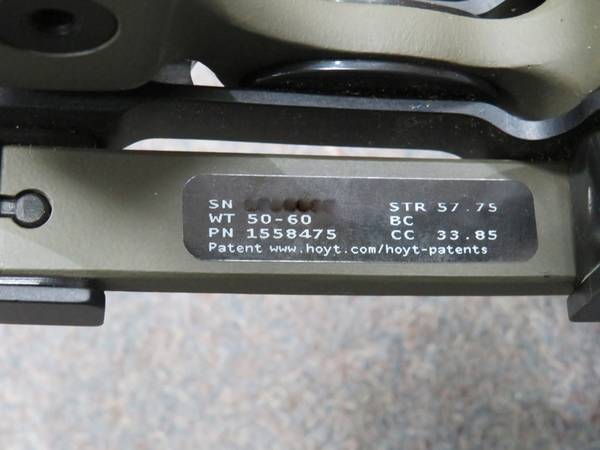 SN STR 57.75
WT 50-60 BC
PN 1558475 CC 33.85
Patent www.hoyt.com/hoyt-patents